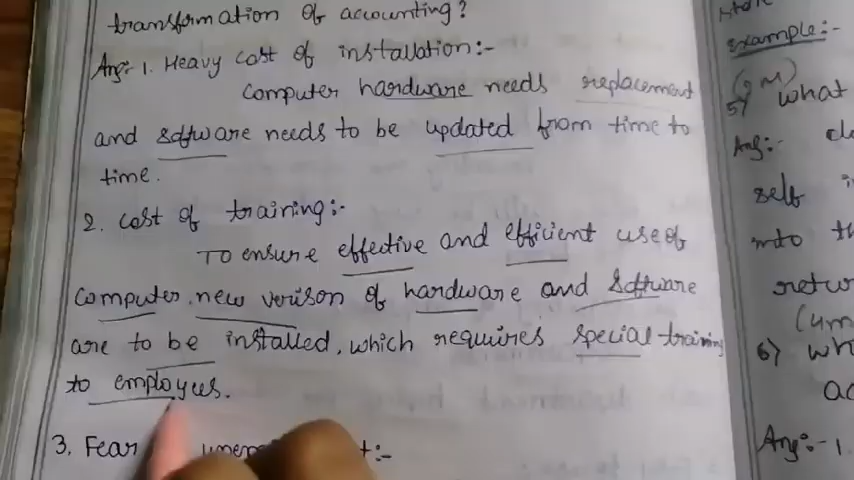 transformation of accounting?
Ans:- 1. Heavy cost of installation:-
Computer hardware needs replacement
and software needs to be updated from time to
time.
2. cost of training:-
To ensure effective and efficient use of
computer, new verison of hardware and software
are to be installed, which requires special training
to employees.
3. Fear
example:-
(2M)
5) what
Ans:-
self
into
6)
Ans:- 1.